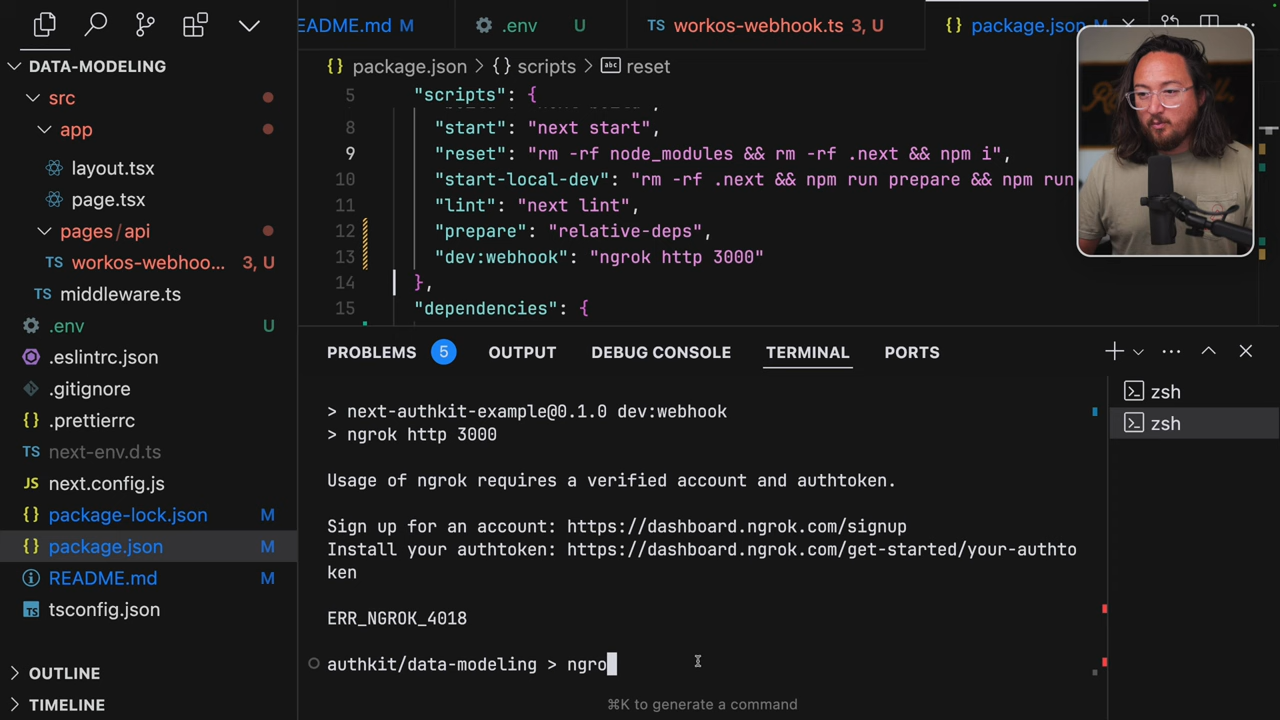 DATA-MODELING
src
app
layout.tsx
page.tsx
pages/api
workos-webhoo... 3, U
middleware.ts
.env U
.eslintrc.json
.gitignore
.prettierrc
next-env.d.ts
next.config.js
package-lock.json M
package.json M
README.md M
tsconfig.json
OUTLINE
TIMELINE
EADME.md M
.env U
workos-webhook.ts 3, U
package.json M
package.json > {} scripts > abc reset
5 "scripts": {
8 "start": "next start",
9 "reset": "rm -rf node_modules && rm -rf .next && npm i",
10 "start-local-dev": "rm -rf .next && npm run prepare && npm run
11 "lint": "next lint",
12 "prepare": "relative-deps",
13 "dev:webhook": "ngrok http 3000"
14 },
15 "dependencies": {
PROBLEMS 5 OUTPUT DEBUG CONSOLE TERMINAL PORTS
> next-authkit-example@0.1.0 dev:webhook
> ngrok http 3000
Usage of ngrok requires a verified account and authtoken.
Sign up for an account: https://dashboard.ngrok.com/signup
Install your authtoken: https://dashboard.ngrok.com/get-started/your-authto
ken
ERR_NGROK_4018
authkit/data-modeling > ngro
⌘K to generate a command
zsh
zsh